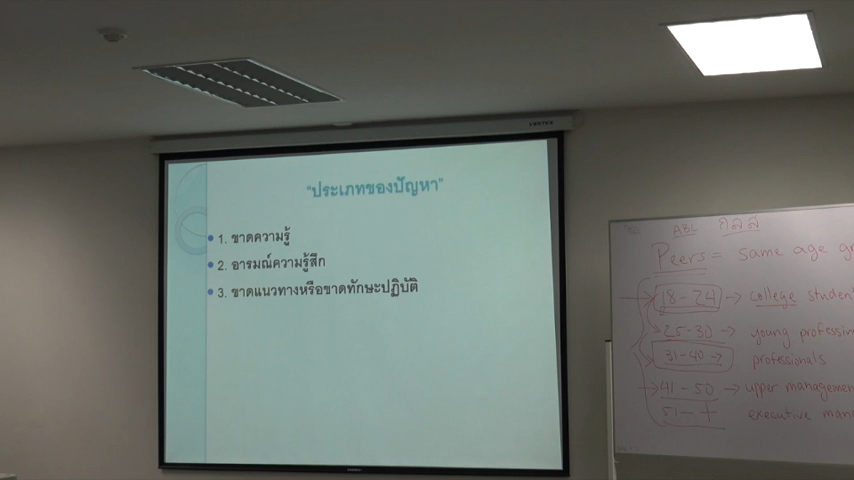 VERTEX
"ประเภทของปัญหา"
1. ขาดความรู้
2. อารมณ์ความรู้สึก
3. ขาดแนวทางหรือขาดทักษะปฏิบัติ
ABL
Peers = same age
18-24 → college
25-30 → young
31-40 → professionals
41-50 → upper
51-+ executive